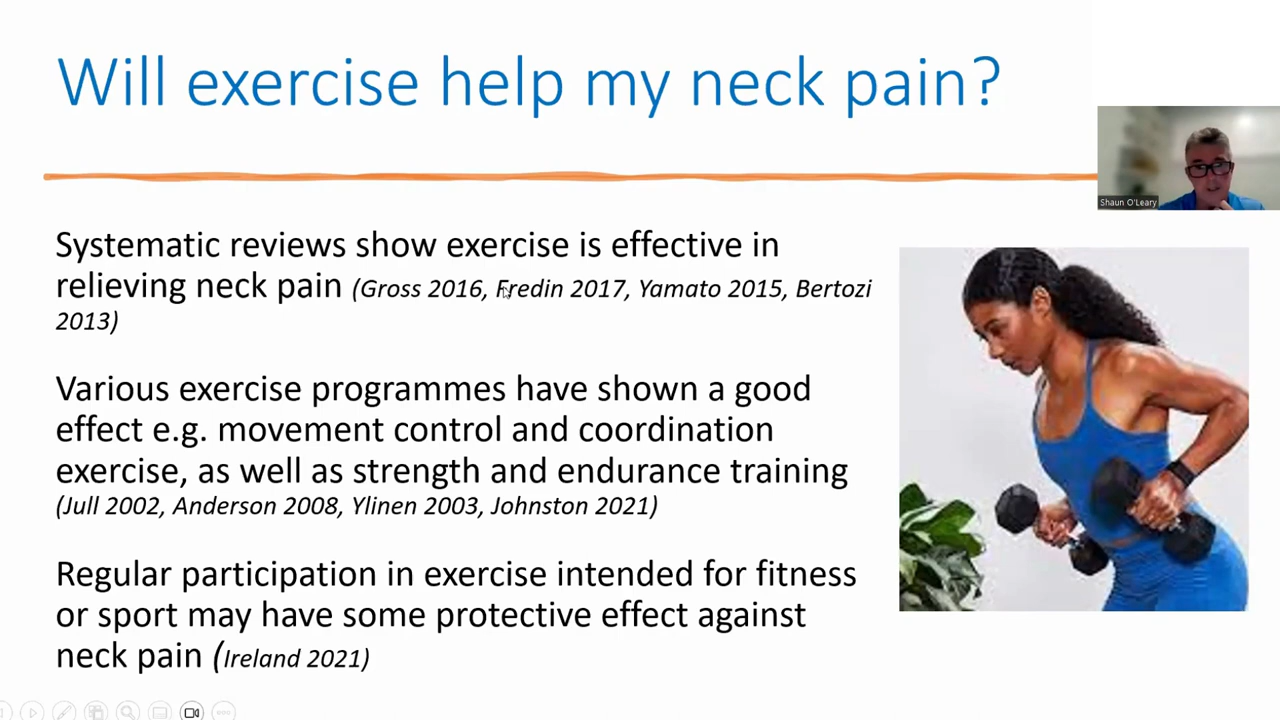 Will exercise help my neck pain?
Shaun O'Leary
Systematic reviews show exercise is effective in
relieving neck pain (Gross 2016, Fredin 2017, Yamato 2015, Bertozi
2013)
Various exercise programmes have shown a good
effect e.g. movement control and coordination
exercise, as well as strength and endurance training
(Jull 2002, Anderson 2008, Ylinen 2003, Johnston 2021)
Regular participation in exercise intended for fitness
or sport may have some protective effect against
neck pain (Ireland 2021)